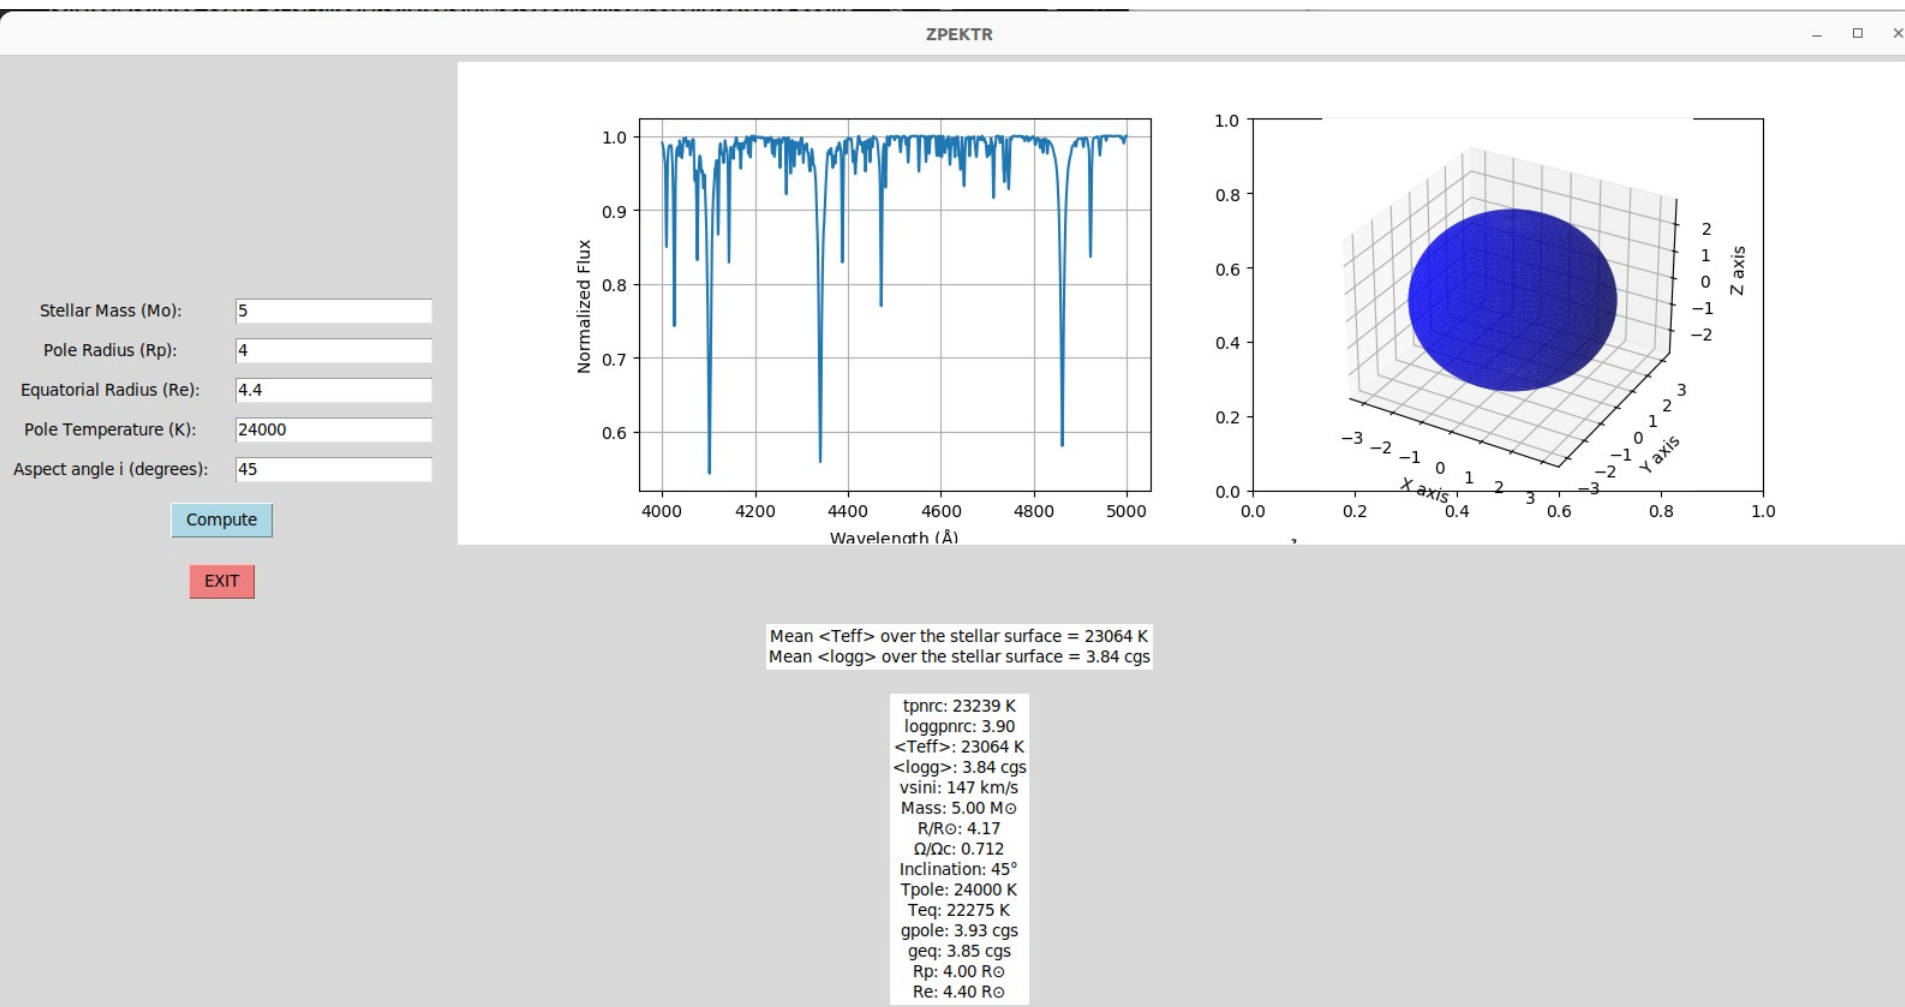 ZPEKTR
Stellar Mass (Mo): 5
Pole Radius (Rp): 4
Equatorial Radius (Re): 4.4
Pole Temperature (K): 24000
Aspect angle i (degrees): 45
Compute
EXIT
1.0
0.9
0.8
0.7
0.6
Normalized Flux
4000 4200 4400 4600 4800 5000
Wavelength (Å)
1.0
0.8
0.6
0.4
0.2
0.0
0.0 0.2 0.4 0.6 0.8 1.0
−3 −2 −1 0 1 2 3
X axis
−3 −2 −1 0 1 2 3
Y axis
2
1
0
−1
−2
Z axis
Mean <Teff> over the stellar surface = 23064 K
Mean <logg> over the stellar surface = 3.84 cgs
tpnrc: 23239 K
loggpnrc: 3.90
<Teff>: 23064 K
<logg>: 3.84 cgs
vsini: 147 km/s
Mass: 5.00 M⊙
R/R⊙: 4.17
Ω/Ωc: 0.712
Inclination: 45°
Tpole: 24000 K
Teq: 22275 K
gpole: 3.93 cgs
geq: 3.85 cgs
Rp: 4.00 R⊙
Re: 4.40 R⊙